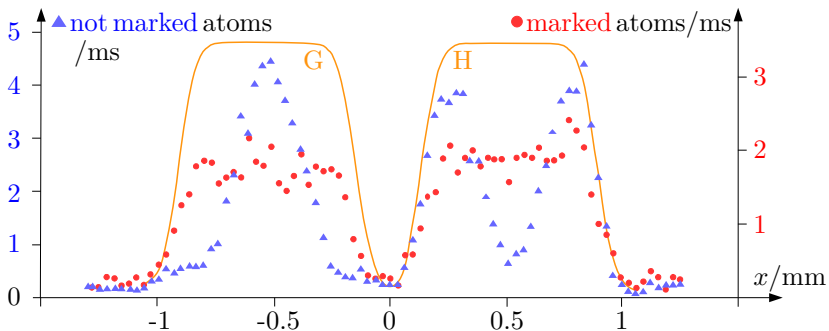 5 not marked atoms marked atoms/ms
/ms
G H
4
3 3
2 2
1 1
0 x/mm
-1 -0.5 0 0.5 1